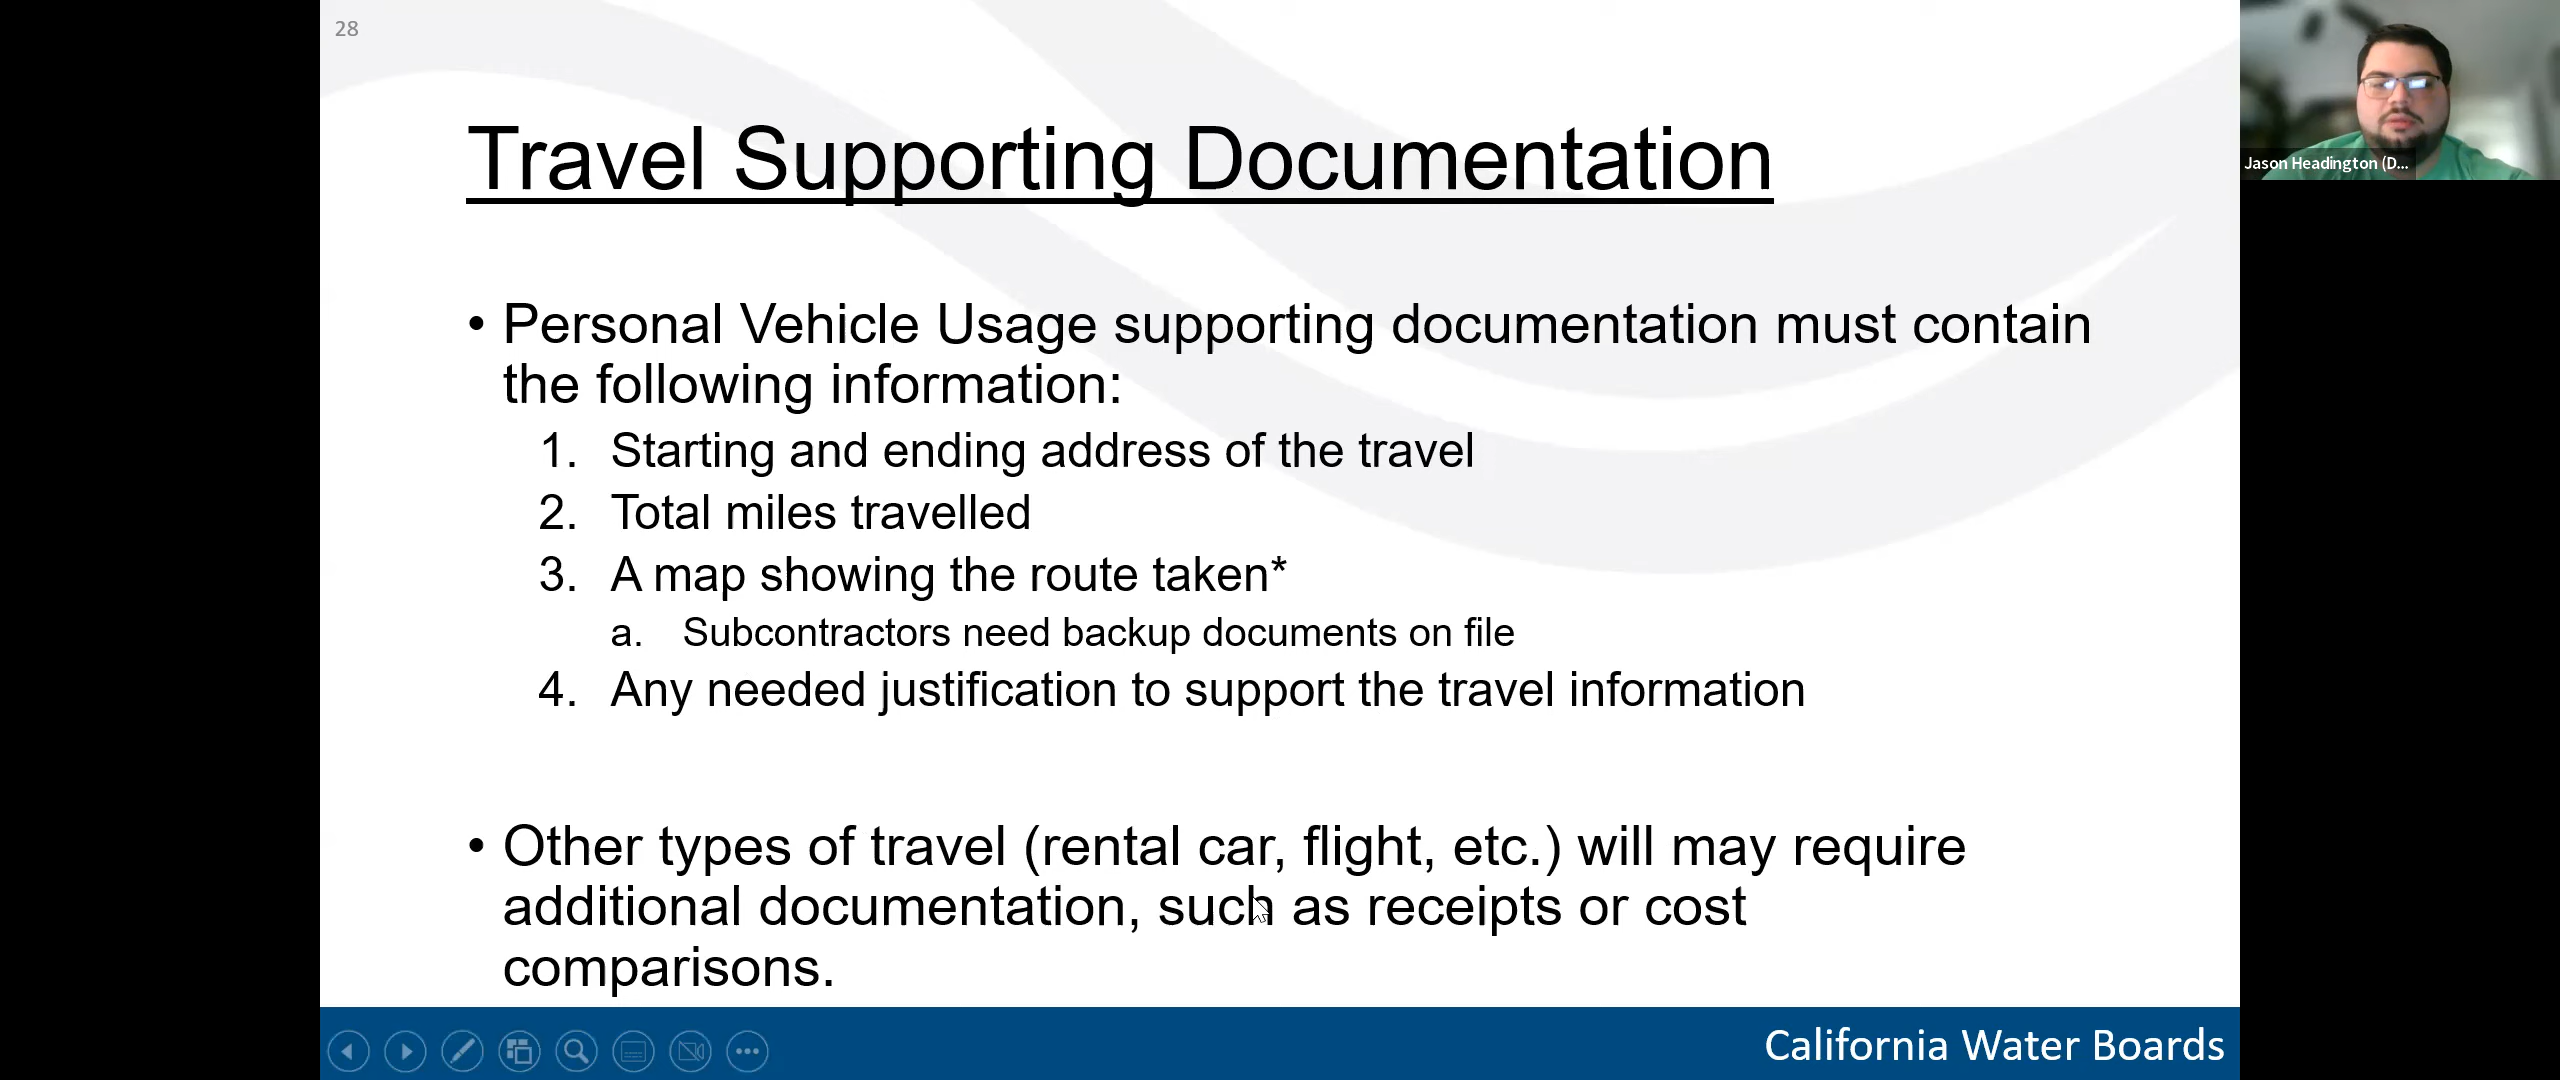 28
Jason Headington (D...
Travel Supporting Documentation
• Personal Vehicle Usage supporting documentation must contain
the following information:
1. Starting and ending address of the travel
2. Total miles travelled
3. A map showing the route taken*
a. Subcontractors need backup documents on file
4. Any needed justification to support the travel information
• Other types of travel (rental car, flight, etc.) will may require
additional documentation, such as receipts or cost
comparisons.
California Water Boards